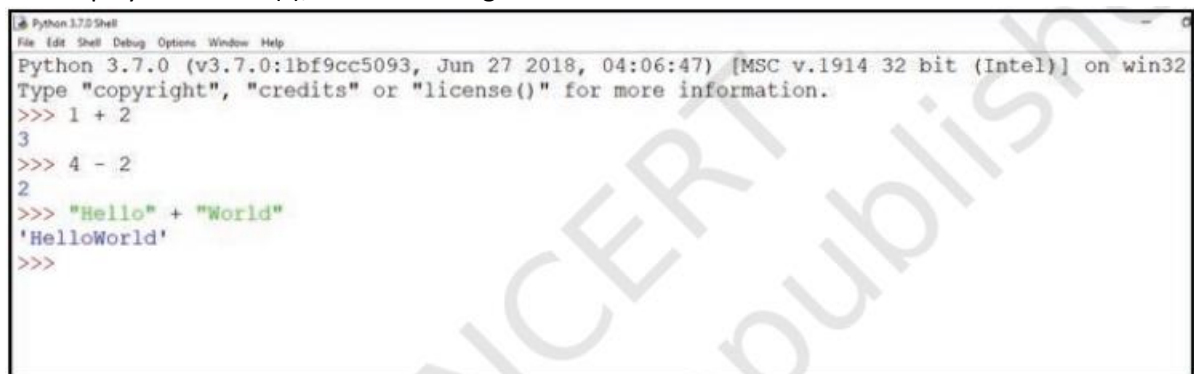 Python 3.7.0 Shell
File Edit Shell Debug Options Window Help
Python 3.7.0 (v3.7.0:1bf9cc5093, Jun 27 2018, 04:06:47) [MSC v.1914 32 bit (Intel)] on win32
Type "copyright", "credits" or "license()" for more information.
>>> 1 + 2
3
>>> 4 - 2
2
>>> "Hello" + "World"
'HelloWorld'
>>>
NCERT
publishe